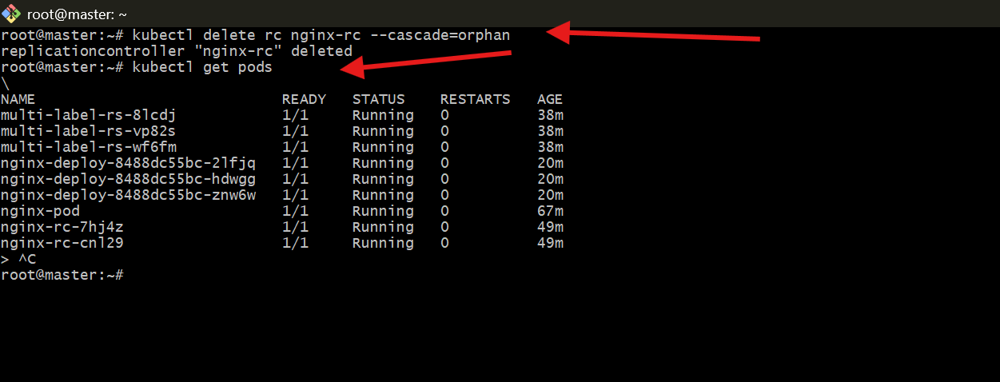 root@master: ~
root@master:~# kubectl delete rc nginx-rc --cascade=orphan
replicationcontroller "nginx-rc" deleted
root@master:~# kubectl get pods
\
NAME READY STATUS RESTARTS AGE
multi-label-rs-8lcdj 1/1 Running 0 38m
multi-label-rs-vp82s 1/1 Running 0 38m
multi-label-rs-wf6fm 1/1 Running 0 38m
nginx-deploy-8488dc55bc-2lfjq 1/1 Running 0 20m
nginx-deploy-8488dc55bc-hdwgg 1/1 Running 0 20m
nginx-deploy-8488dc55bc-znw6w 1/1 Running 0 20m
nginx-pod 1/1 Running 0 67m
nginx-rc-7hj4z 1/1 Running 0 49m
nginx-rc-cnl29 1/1 Running 0 49m
> ^C
root@master:~#